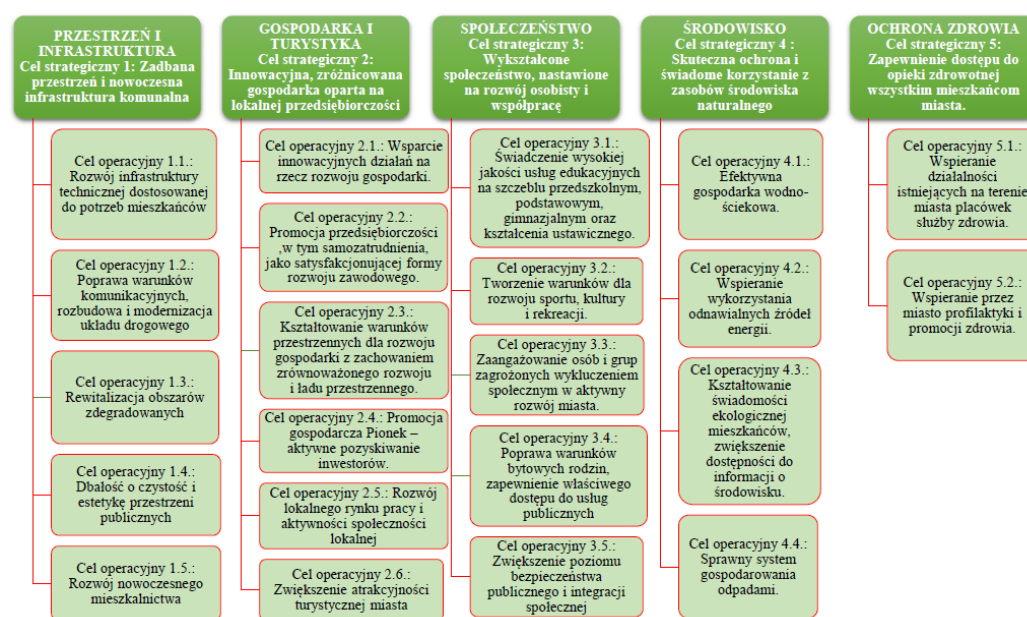 PRZESTRZEŃ I
INFRASTRUKTURA
Cel strategiczny 1: Zadbana
przestrzeń i nowoczesna
infrastruktura komunalna
Cel operacyjny 1.1.:
Rozwój infrastruktury
technicznej dostosowanej
do potrzeb mieszkańców
Cel operacyjny 1.2.:
Poprawa warunków
komunikacyjnych,
rozbudowa i modernizacja
układu drogowego
Cel operacyjny 1.3.:
Rewitalizacja obszarów
zdegradowanych
Cel operacyjny 1.4.:
Dbałość o czystość i
estetykę przestrzeni
publicznych
Cel operacyjny 1.5.:
Rozwój nowoczesnego
mieszkalnictwa
GOSPODARKA I
TURYSTYKA
Cel strategiczny 2:
Innowacyjna, zróżnicowana
gospodarka oparta na
lokalnej przedsiębiorczości
Cel operacyjny 2.1.: Wsparcie
innowacyjnych działań na
rzecz rozwoju gospodarki.
Cel operacyjny 2.2.:
Promocja przedsiębiorczości
,w tym samozatrudnienia,
jako satysfakcjonującej formy
rozwoju zawodowego.
Cel operacyjny 2.3.:
Kształtowanie warunków
przestrzennych dla rozwoju
gospodarki z zachowaniem
zrównoważonego rozwoju
i ładu przestrzennego.
Cel operacyjny 2.4.: Promocja
gospodarcza Pionek –
aktywne pozyskiwanie
inwestorów.
Cel operacyjny 2.5.: Rozwój
lokalnego rynku pracy i
aktywności społeczności
lokalnej
Cel operacyjny 2.6.:
Zwiększenie atrakcyjności
turystycznej miasta
SPOŁECZEŃSTWO
Cel strategiczny 3:
Wykształcone
społeczeństwo, nastawione
na rozwój osobisty i
współpracę
Cel operacyjny 3.1.:
Świadczenie wysokiej
jakości usług edukacyjnych
na szczeblu przedszkolnym,
podstawowym,
gimnazjalnym oraz
kształcenia ustawicznego.
Cel operacyjny 3.2.:
Tworzenie warunków dla
rozwoju sportu, kultury
i rekreacji.
Cel operacyjny 3.3.:
Zaangażowanie osób i grup
zagrożonych wykluczeniem
społecznym w aktywny
rozwój miasta.
Cel operacyjny 3.4.:
Poprawa warunków
bytowych rodzin,
zapewnienie właściwego
dostępu do usług
publicznych
Cel operacyjny 3.5.:
Zwiększenie poziomu
bezpieczeństwa
publicznego i integracji
społecznej
ŚRODOWISKO
Cel strategiczny 4 :
Skuteczna ochrona i
świadome korzystanie z
zasobów środowiska
naturalnego
Cel operacyjny 4.1.:
Efektywna
gospodarka wodno-
ściekowa.
Cel operacyjny 4.2.:
Wspieranie
wykorzystania
odnawialnych źródeł
energii.
Cel operacyjny 4.3.:
Kształtowanie
świadomości
ekologicznej
mieszkańców,
zwiększenie
dostępności do
informacji o
środowisku.
Cel operacyjny 4.4.:
Sprawny system
gospodarowania
odpadami.
OCHRONA ZDROWIA
Cel strategiczny 5:
Zapewnienie dostępu do
opieki zdrowotnej
wszystkim mieszkańcom
miasta.
Cel operacyjny 5.1.:
Wspieranie
działalności
istniejących na terenie
miasta placówek
służby zdrowia.
Cel operacyjny 5.2.:
Wspieranie przez
miasto profilaktyki i
promocji zdrowia.